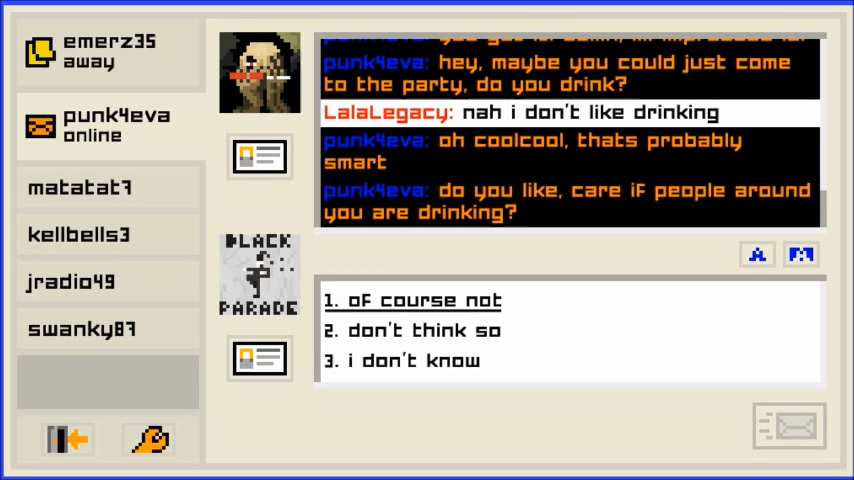 emerz35
away
punk4eva
online
matatat7
kellbells3
jradio49
swanky87
punk4eva: hey, maybe you could just come
to the party, do you drink?
LalaLegacy: nah i don't like drinking
punk4eva: oh coolcool, thats probably
smart
punk4eva: do you like, care if people around
you are drinking?
A
BLACK
PARADE
1. of course not
2. don't think so
3. i don't know